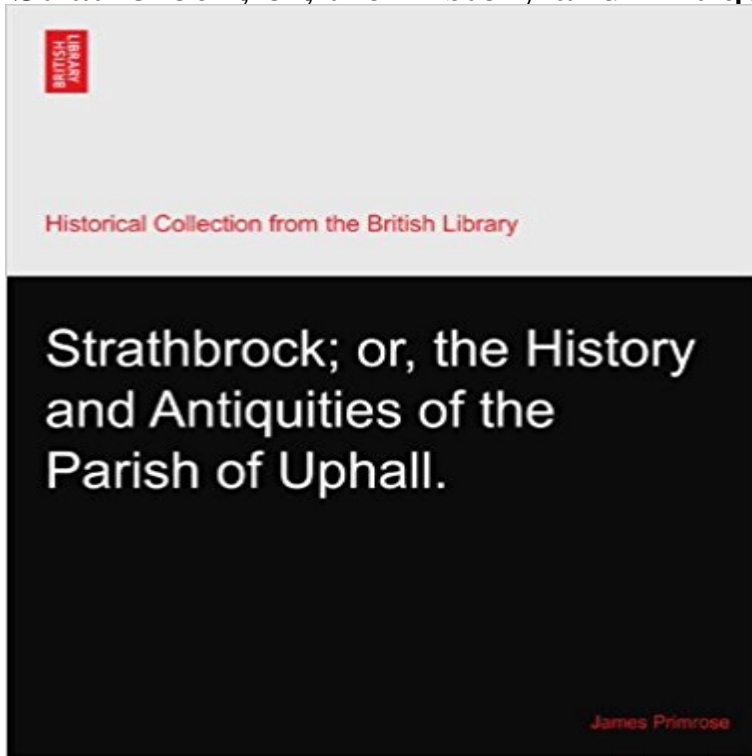 BRITISH
LIBRARY
Historical Collection from the British Library
Strathbrock; or, the History
and Antiquities of the
Parish of Uphall.
James Primrose